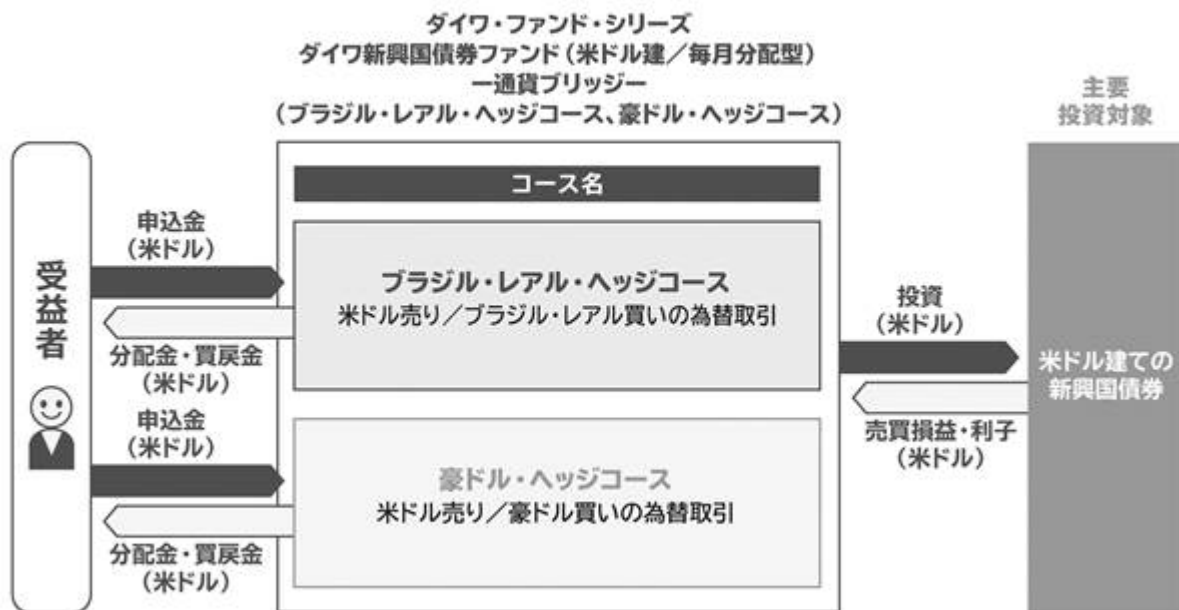 ダイワ・ファンド・シリーズ
ダイワ新興国債券ファンド（米ドル建／毎月分配型）
ー通貨ブリッジー
（ブラジル・レアル・ヘッジコース、豪ドル・ヘッジコース）
主要
投資対象
受益者
申込金
（米ドル）
分配金・買戻金
（米ドル）
申込金
（米ドル）
分配金・買戻金
（米ドル）
コース名
ブラジル・レアル・ヘッジコース
米ドル売り／ブラジル・レアル買いの為替取引
豪ドル・ヘッジコース
米ドル売り／豪ドル買いの為替取引
投資
（米ドル）
売買損益・利子
（米ドル）
米ドル建ての
新興国債券